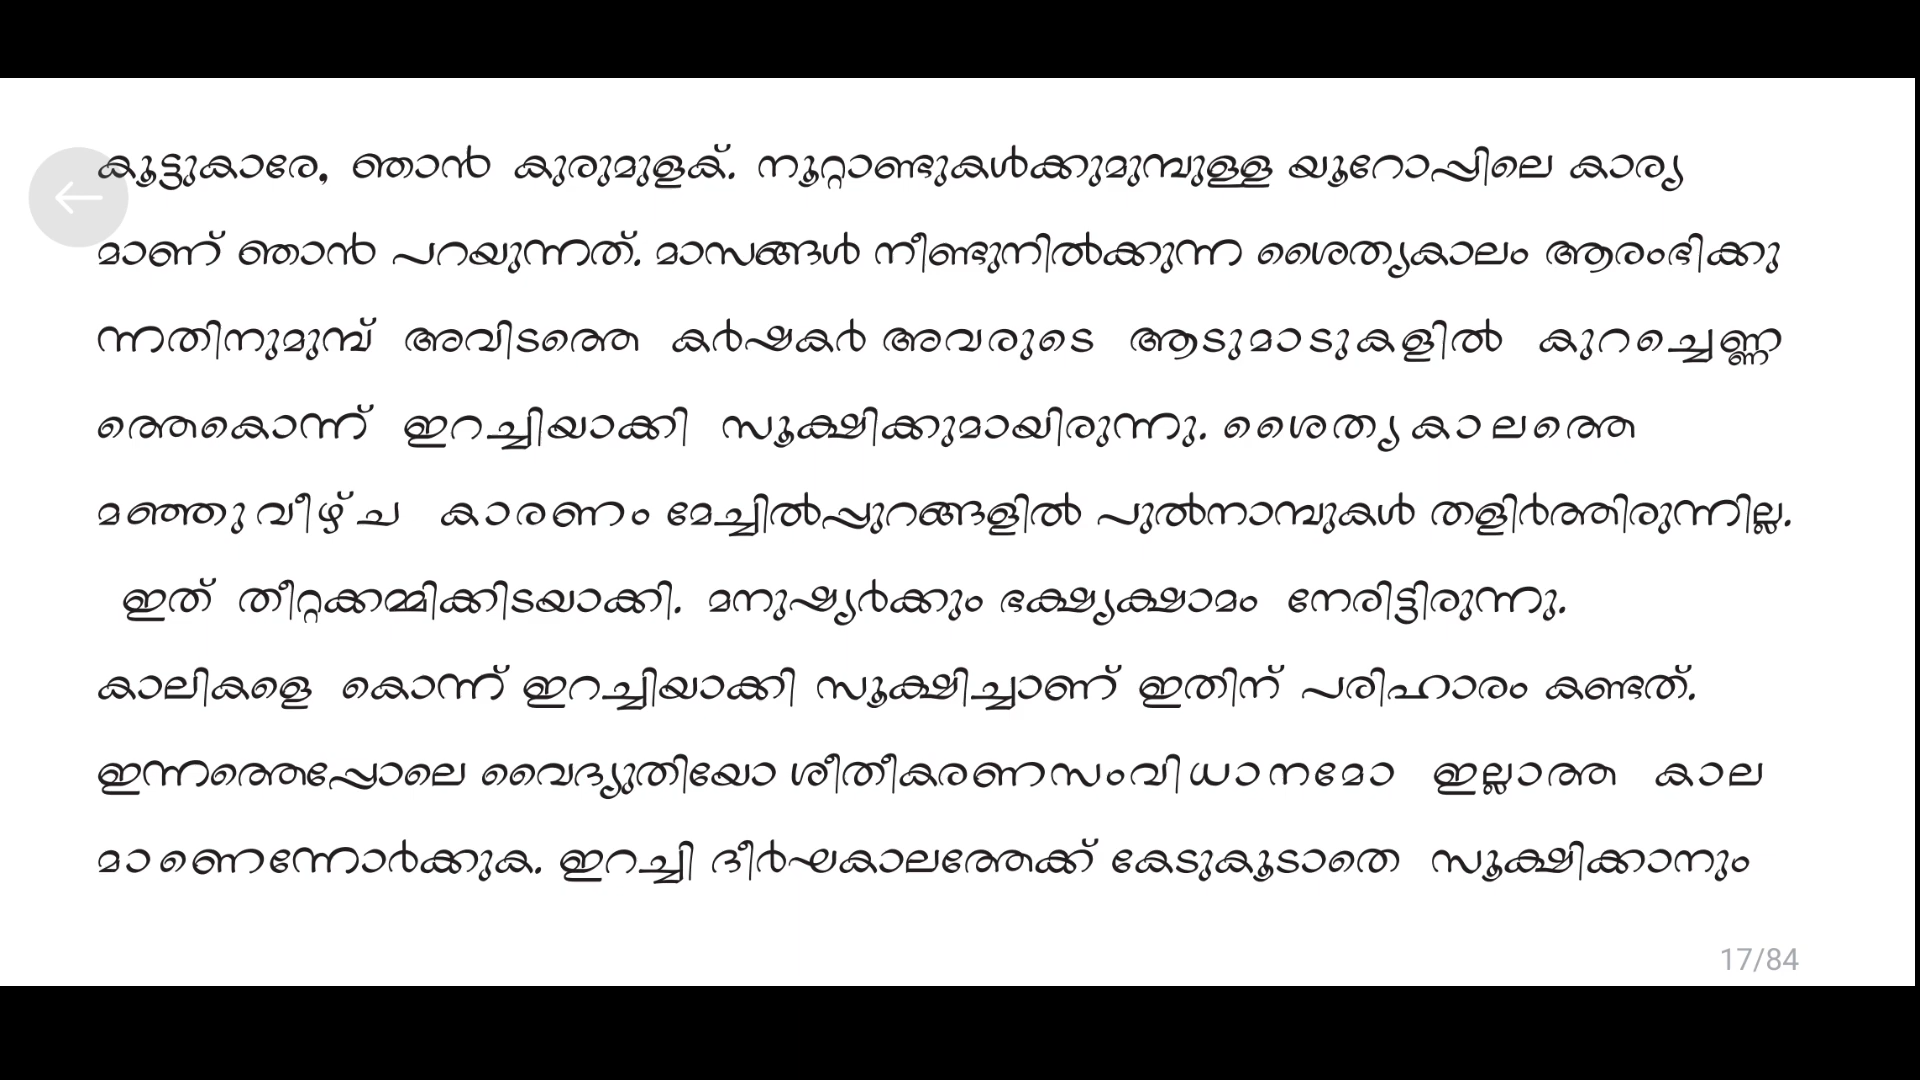 കൂട്ടുകാരേ, ഞാൻ കുരുമുളക്. നൂറ്റാണ്ടുകൾക്കുമുമ്പുള്ള യൂറോപ്പിലെ കാര്യ
മാണ് ഞാൻ പറയുന്നത്. മാസങ്ങൾ നീണ്ടുനിൽക്കുന്ന ശൈത്യകാലം ആരംഭിക്കു
ന്നതിനുമുമ്പ് അവിടത്തെ കർഷകർ അവരുടെ ആടുമാടുകളിൽ കുറച്ചെണ്ണ
ത്തെകൊന്ന് ഇറച്ചിയാക്കി സൂക്ഷിക്കുമായിരുന്നു. ശൈത്യകാലത്തെ
മഞ്ഞുവീഴ്ച കാരണം മേച്ചിൽപ്പുറങ്ങളിൽ പുൽനാമ്പുകൾ തളിർത്തിരുന്നില്ല.
ഇത് തീറ്റക്കമ്മിക്കിടയാക്കി. മനുഷ്യർക്കും ഭക്ഷ്യക്ഷാമം നേരിട്ടിരുന്നു.
കാലികളെ കൊന്ന് ഇറച്ചിയാക്കി സൂക്ഷിച്ചാണ് ഇതിന് പരിഹാരം കണ്ടത്.
ഇന്നത്തെപ്പോലെ വൈദ്യുതിയോ ശീതീകരണസംവിധാനമോ ഇല്ലാത്ത കാല
മാണെന്നോർക്കുക. ഇറച്ചി ദീർഘകാലത്തേക്ക് കേടുകൂടാതെ സൂക്ഷിക്കാനും
17/84